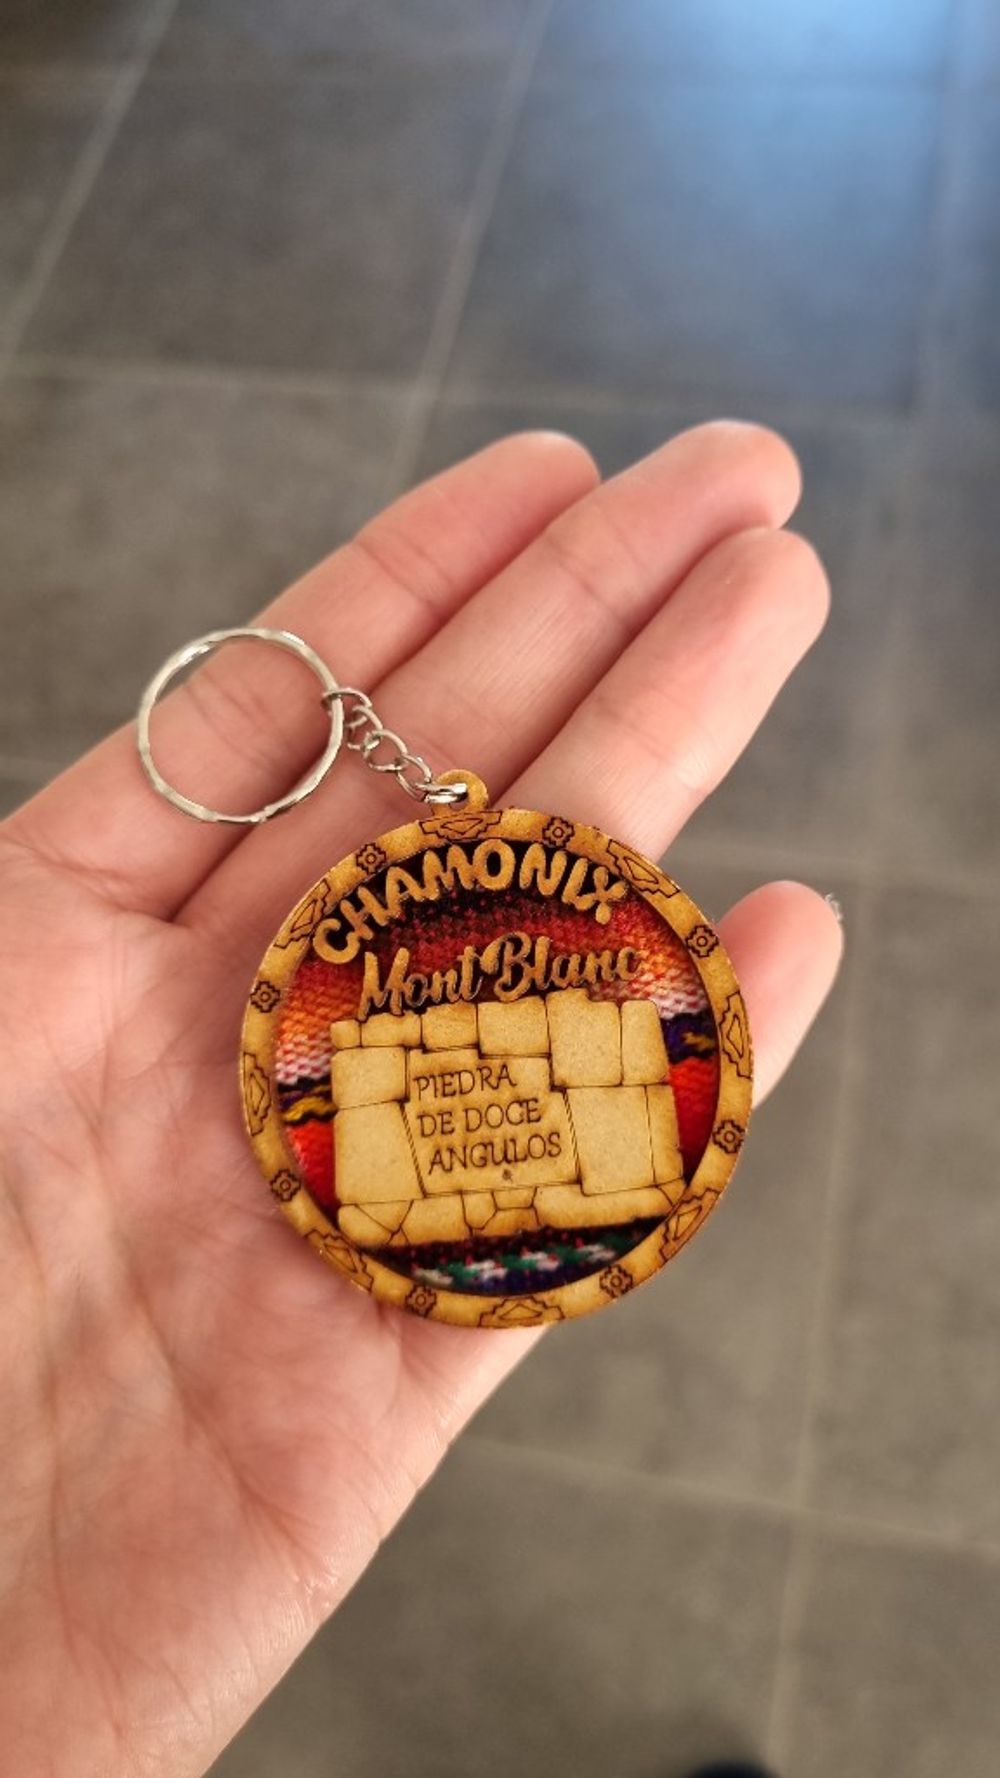 CHAMONIX
Mont Blanc
PIEDRA
DE DOCE
ANGULOS